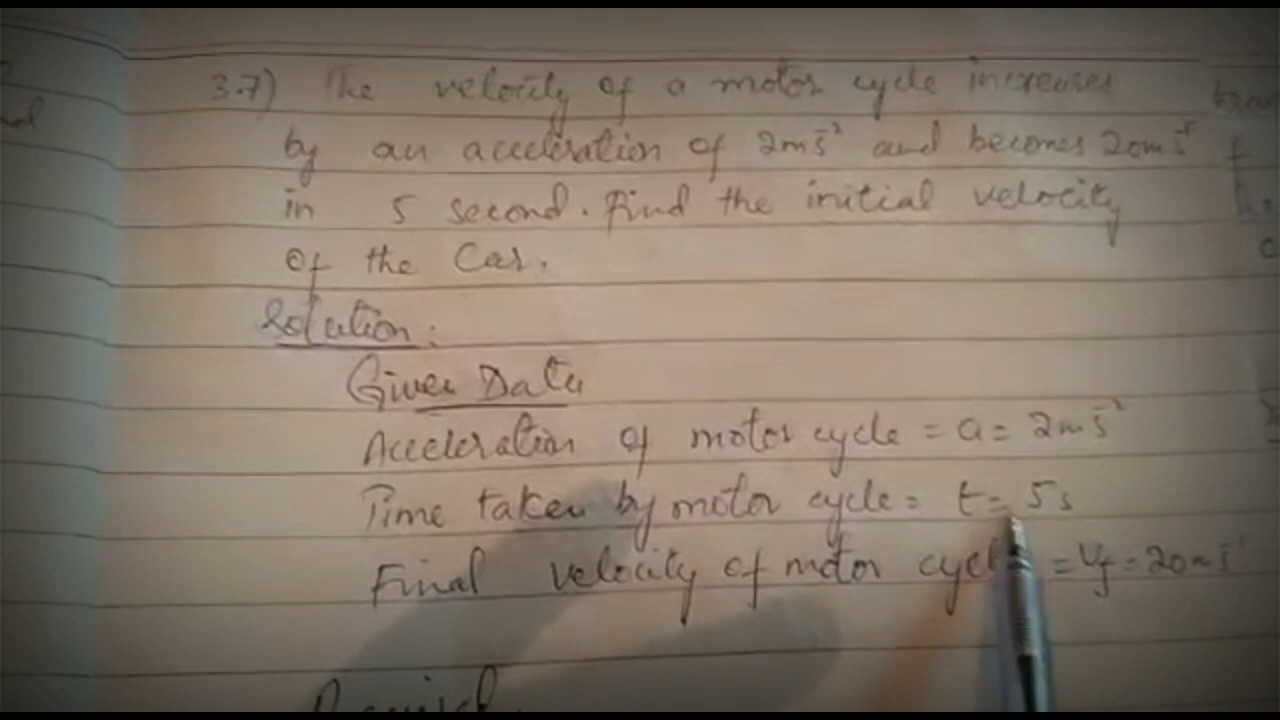 3.7) The velocity of a motor cycle increases
by an acceleration of 2ms⁻² and becomes 20ms⁻¹
in 5 second. Find the initial velocity
of the Car.
Solution:
Given Data
Acceleration of motor cycle = a = 2ms⁻²
Time taken by motor cycle = t = 5s
Final velocity of motor cycl = Vf = 20ms⁻¹